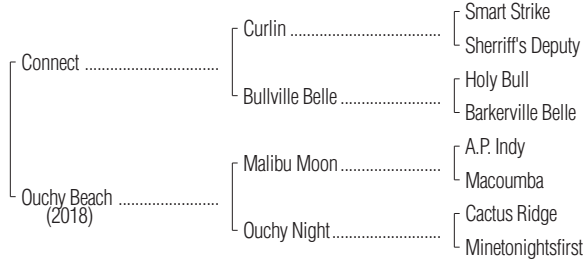 Smart Strike
Curlin
Sherriff's Deputy
Connect
Holy Bull
Bullville Belle
Barkerville Belle
A.P. Indy
Malibu Moon
Macoumba
Ouchy Beach
(2018)
Cactus Ridge
Ouchy Night
Minetonightsfirst